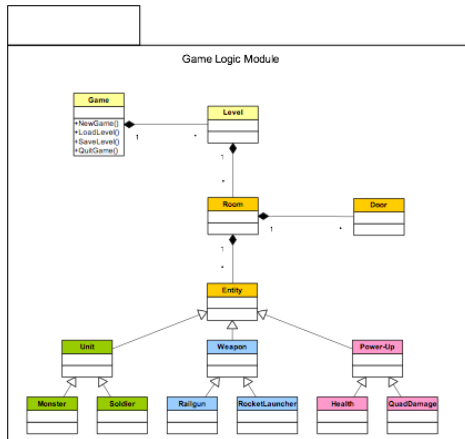 Game Logic Module
Game
+NewGame()
+LoadLevel()
+SaveLevel()
+QuitGame()
1
*
Level
1
*
Room
1
*
Door
1
*
Entity
Unit
Weapon
Power-Up
Monster
Soldier
Railgun
RocketLauncher
Health
QuadDamage